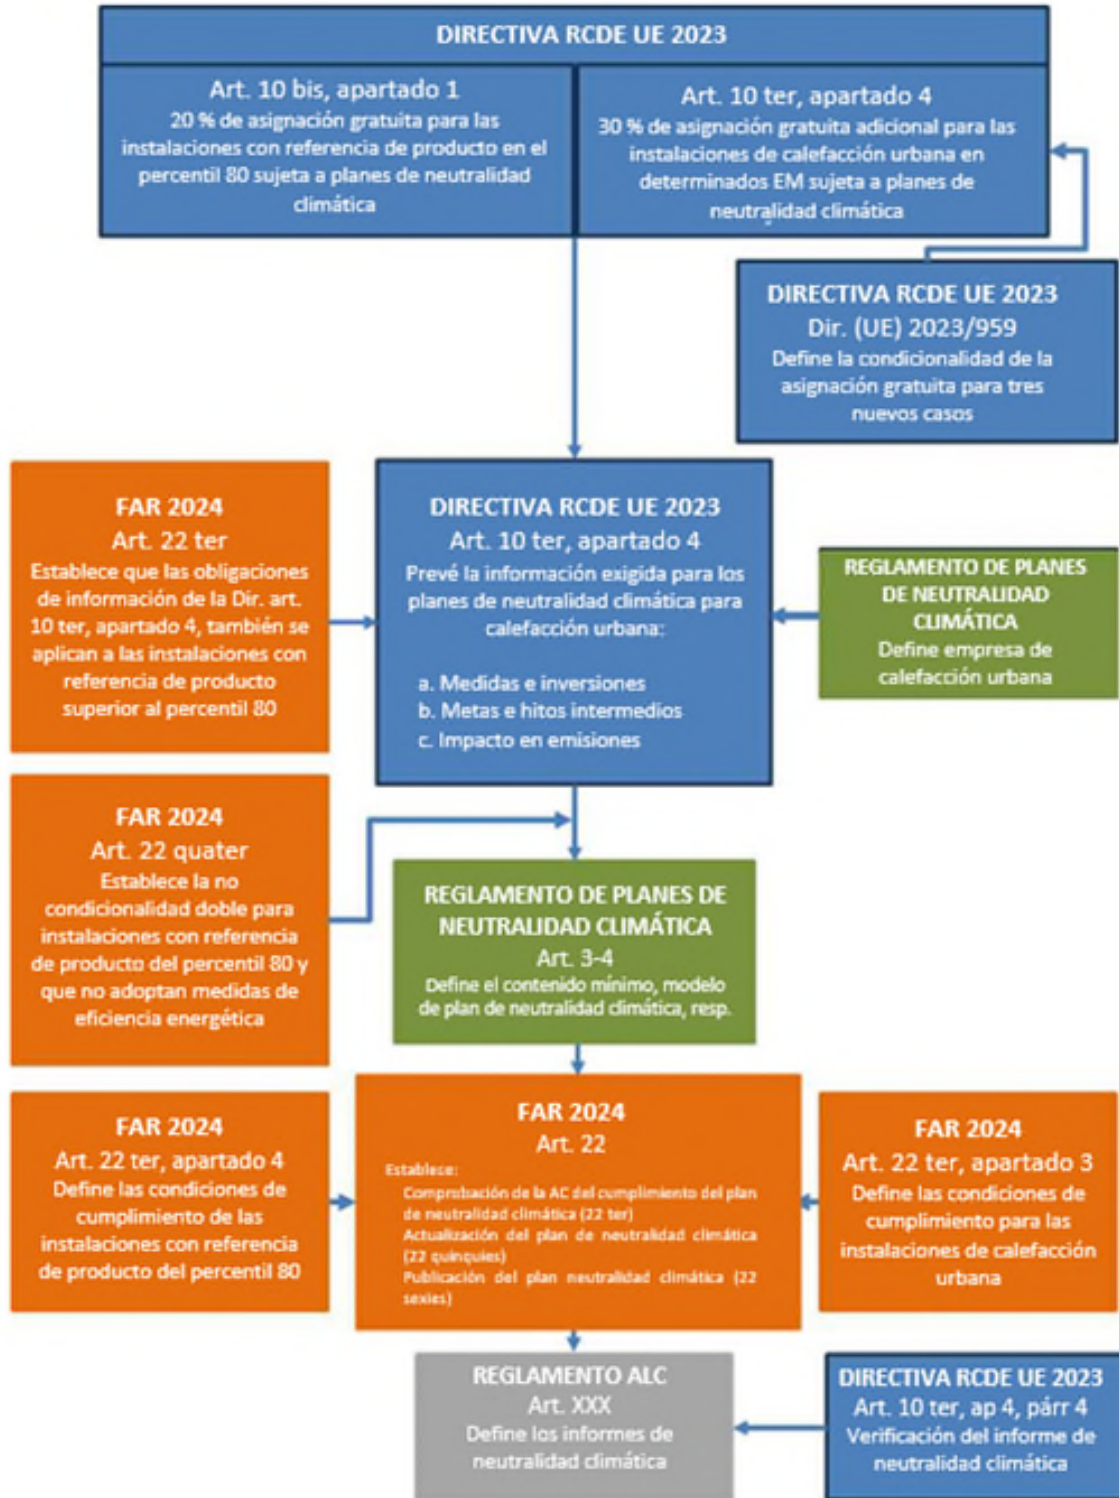 DIRECTIVA RCDE UE 2023
Art. 10 bis, apartado 1
20 % de asignación gratuita para las
instalaciones con referencia de producto en el
percentil 80 sujeta a planes de neutralidad
climática
Art. 10 ter, apartado 4
30 % de asignación gratuita adicional para las
instalaciones de calefacción urbana en
determinados EM sujeta a planes de
neutralidad climática
DIRECTIVA RCDE UE 2023
Dir. (UE) 2023/959
Define la condicionalidad de la
asignación gratuita para tres
nuevos casos
FAR 2024
Art. 22 ter
Establece que las obligaciones
de información de la Dir. art.
10 ter, apartado 4, también se
aplican a las instalaciones con
referencia de producto
superior al percentil 80
DIRECTIVA RCDE UE 2023
Art. 10 ter, apartado 4
Prevé la información exigida para los
planes de neutralidad climática para
calefacción urbana:
a. Medidas e inversiones
b. Metas e hitos intermedios
c. Impacto en emisiones
REGLAMENTO DE PLANES
DE NEUTRALIDAD
CLIMÁTICA
Define empresa de
calefacción urbana
FAR 2024
Art. 22 quater
Establece la no
condicionalidad doble para
instalaciones con referencia
de producto del percentil 80 y
que no adoptan medidas de
eficiencia energética
REGLAMENTO DE PLANES DE
NEUTRALIDAD CLIMÁTICA
Art. 3-4
Define el contenido mínimo, modelo
de plan de neutralidad climática, resp.
FAR 2024
Art. 22 ter, apartado 4
Define las condiciones de
cumplimiento de las
instalaciones con referencia
de producto del percentil 80
FAR 2024
Art. 22
Establece:
Comprobación de la AC del cumplimiento del plan
de neutralidad climática (22 ter)
Actualización del plan de neutralidad climática
(22 quinquies)
Publicación del plan neutralidad climática (22
sexies)
FAR 2024
Art. 22 ter, apartado 3
Define las condiciones de
cumplimiento para las
instalaciones de calefacción
urbana
REGLAMENTO ALC
Art. XXX
Define los informes de
neutralidad climática
DIRECTIVA RCDE UE 2023
Art. 10 ter, ap 4, párr 4
Verificación del informe de
neutralidad climática